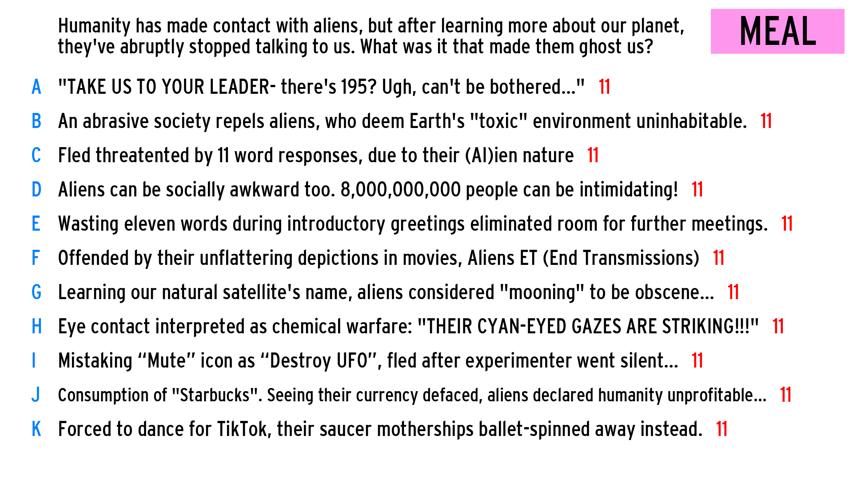 Humanity has made contact with aliens, but after learning more about our planet,
they've abruptly stopped talking to us. What was it that made them ghost us?
MEAL
A "TAKE US TO YOUR LEADER- there's 195? Ugh, can't be bothered..." 11
B An abrasive society repels aliens, who deem Earth's "toxic" environment uninhabitable. 11
C Fled threatented by 11 word responses, due to their (AI)ien nature 11
D Aliens can be socially awkward too. 8,000,000,000 people can be intimidating! 11
E Wasting eleven words during introductory greetings eliminated room for further meetings. 11
F Offended by their unflattering depictions in movies, Aliens ET (End Transmissions) 11
G Learning our natural satellite's name, aliens considered "mooning" to be obscene... 11
H Eye contact interpreted as chemical warfare: "THEIR CYAN-EYED GAZES ARE STRIKING!!!" 11
I Mistaking “Mute” icon as “Destroy UFO”, fled after experimenter went silent... 11
J Consumption of "Starbucks". Seeing their currency defaced, aliens declared humanity unprofitable... 11
K Forced to dance for TikTok, their saucer motherships ballet-spinned away instead. 11